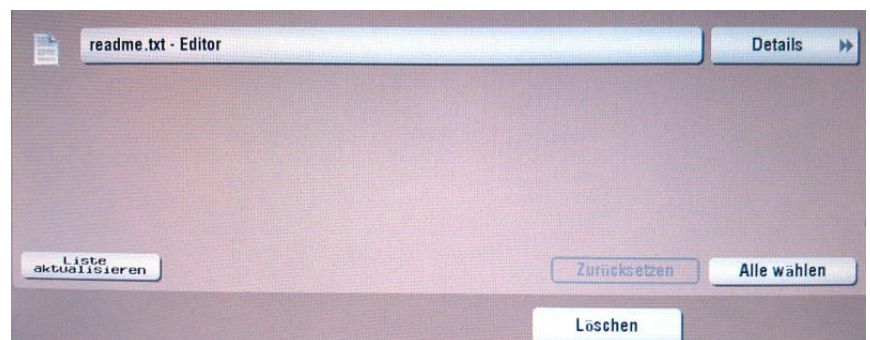 readme.txt - Editor
Details
Liste
aktualisieren
Zurücksetzen
Alle wählen
Löschen